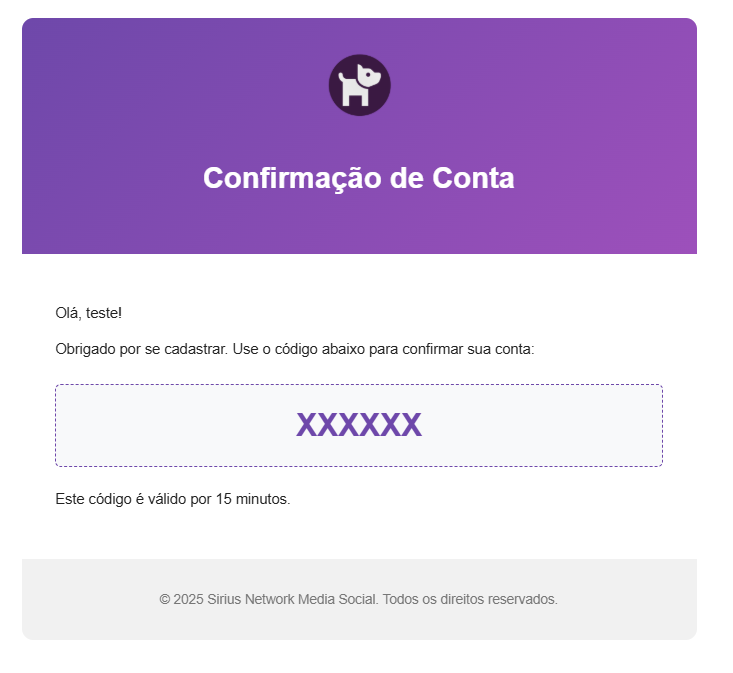 Confirmação de Conta
Olá, teste!
Obrigado por se cadastrar. Use o código abaixo para confirmar sua conta:
XXXXXX
Este código é válido por 15 minutos.
© 2025 Sirius Network Media Social. Todos os direitos reservados.